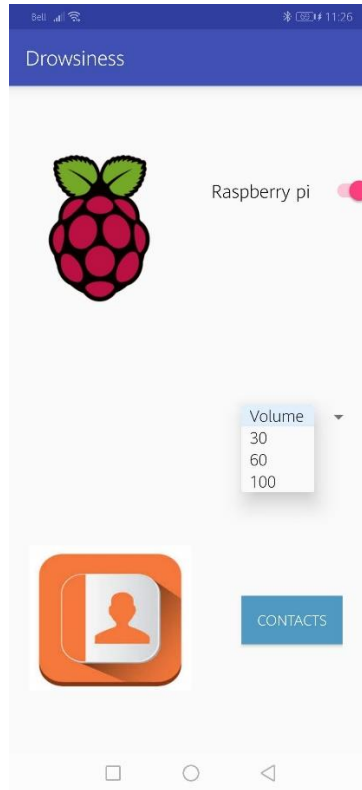 Bell 11:26
Drowsiness
Raspberry pi
Volume
30
60
100
CONTACTS